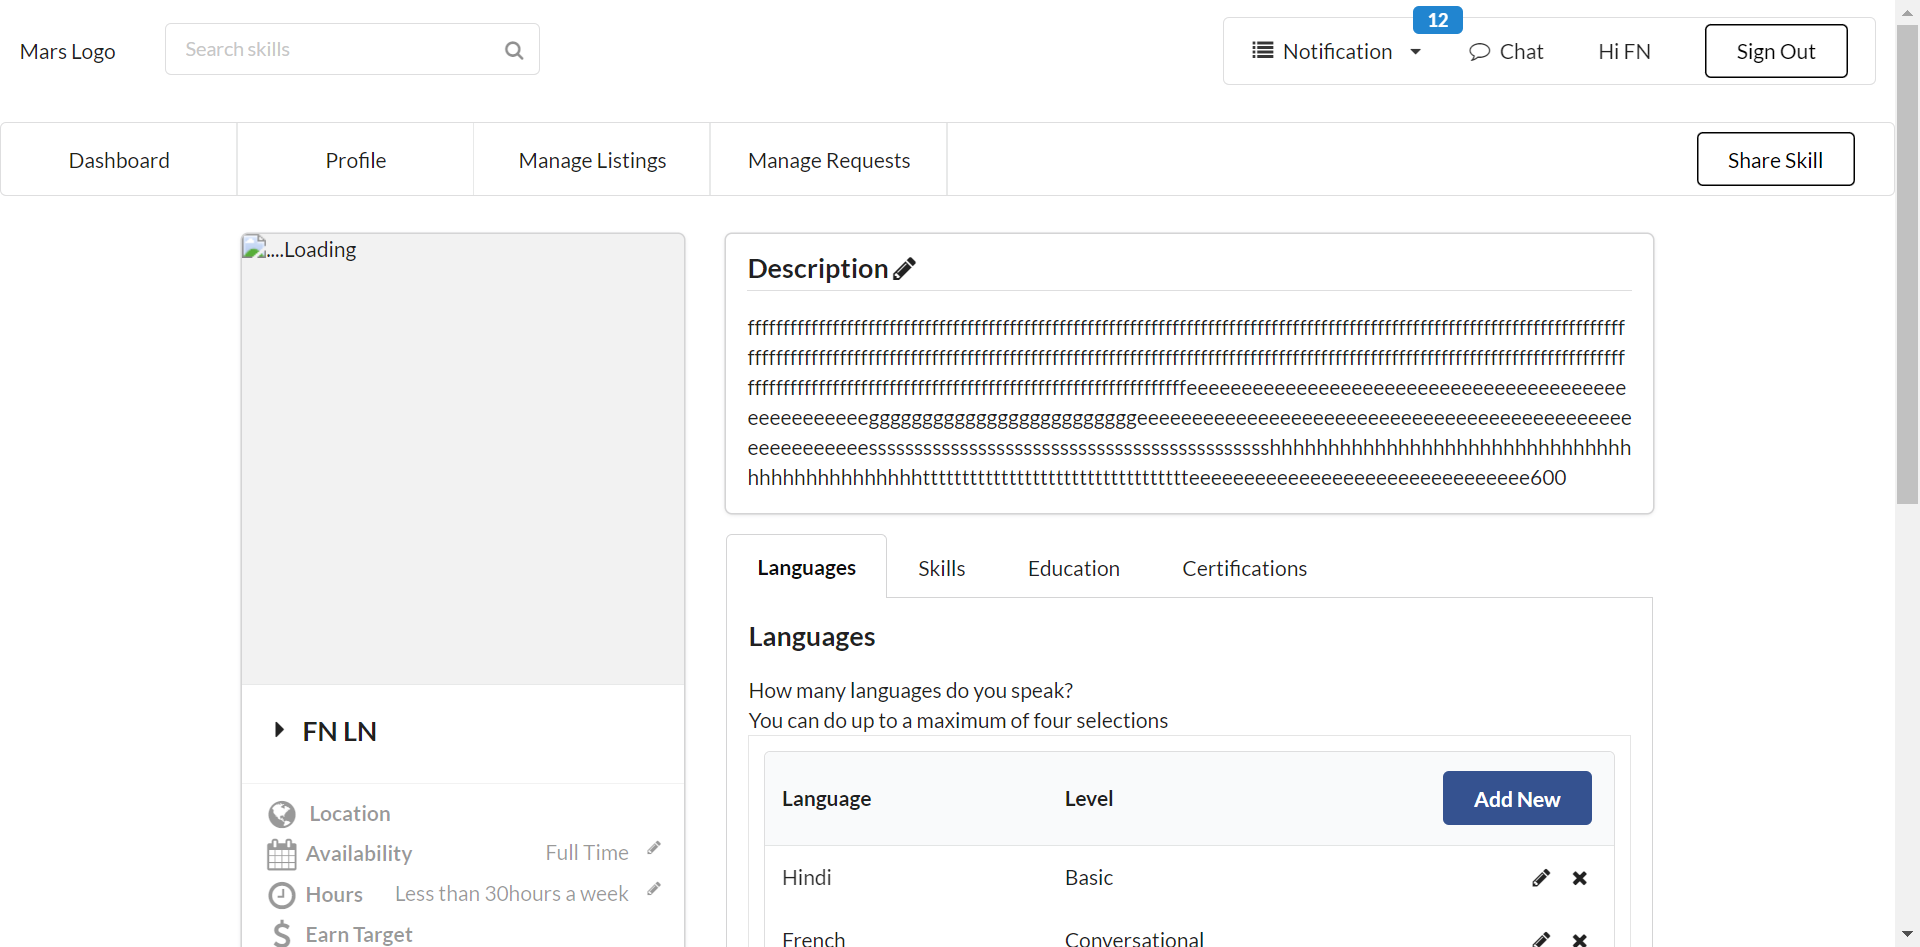 Mars Logo
Search skills
Notification
12
Chat
Hi FN
Sign Out
Dashboard
Profile
Manage Listings
Manage Requests
Share Skill
....Loading
FN LN
Location
Availability
Full Time
Hours
Less than 30hours a week
Earn Target
Description
Languages
Skills
Education
Certifications
Languages
How many languages do you speak?
You can do up to a maximum of four selections
Language
Level
Add New
Hindi
Basic
French
Conversational